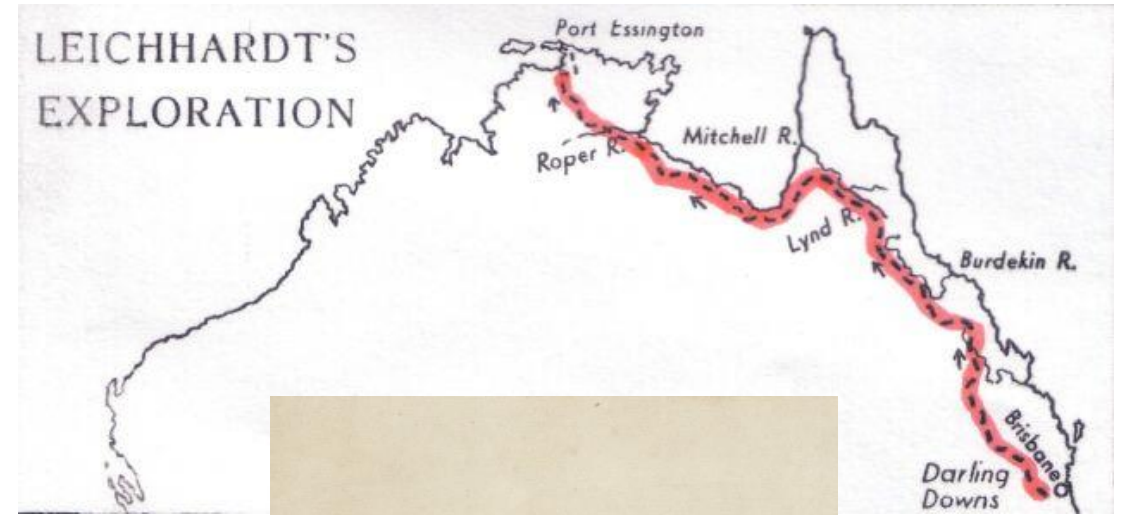 LEICHHARDT'S
EXPLORATION
Port Essington
Mitchell R.
Roper R.
Lynd R.
Burdekin R.
Brisbane
Darling
Downs